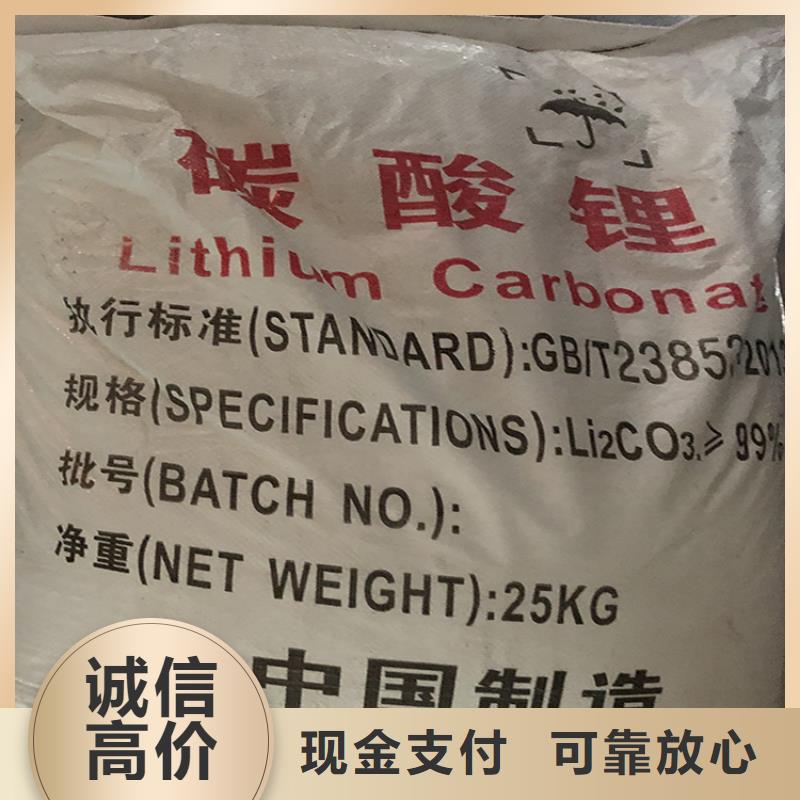 碳酸锂
Lithium Carbonat
执行标准(STANDARD):GB/T23853?201
规格(SPECIFICATIONS):Li2CO3.≥99%
批号(BATCH NO.):
净重(NET WEIGHT):25KG
中国制造
诚信
高价
现金支付 可靠放心